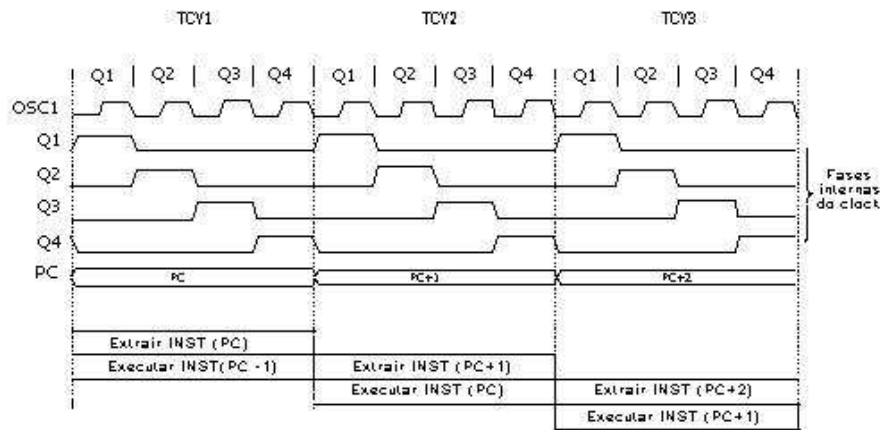 TCY1 TCY2 TCY3
Q1 Q2 Q3 Q4 Q1 Q2 Q3 Q4 Q1 Q2 Q3 Q4
OSC1
Q1
Q2
Q3
Q4
Fases
internas
do clock
PC PC PC+1 PC+2
Extrair INST (PC)
Executar INST(PC -1) Extrair INST (PC+1)
Executar INST (PC) Extrair INST (PC+2)
Executar INST (PC+1)